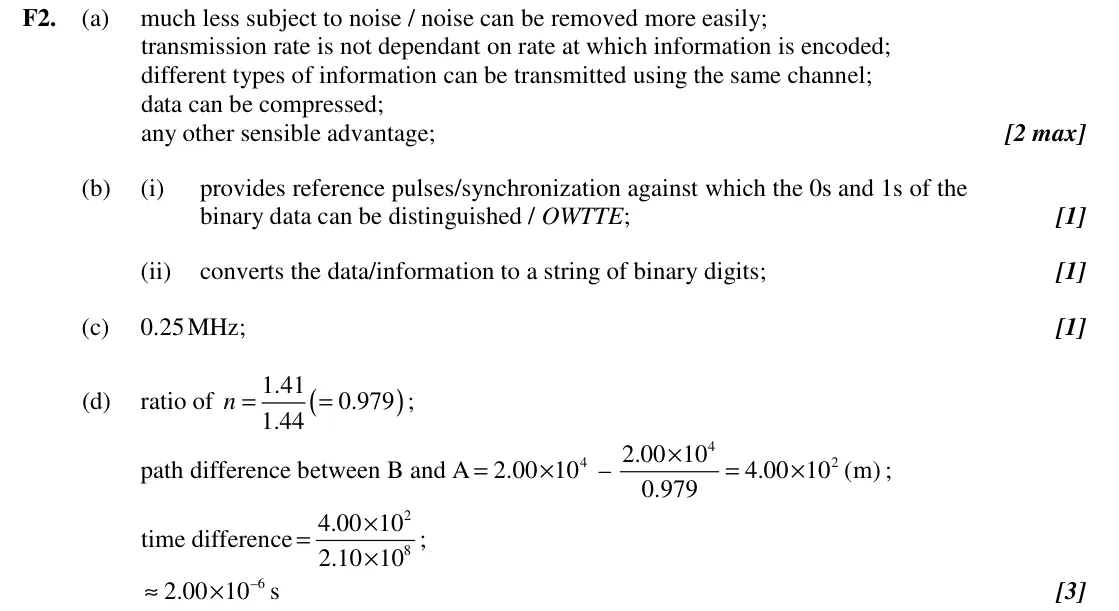 F2. (a) much less subject to noise / noise can be removed more easily;
transmission rate is not dependant on rate at which information is encoded;
different types of information can be transmitted using the same channel;
data can be compressed;
any other sensible advantage; [2 max]
(b) (i) provides reference pulses/synchronization against which the 0s and 1s of the
binary data can be distinguished / OWTTE; [1]
(ii) converts the data/information to a string of binary digits; [1]
(c) 0.25 MHz; [1]
(d) ratio of n = 1.41/1.44 (= 0.979);
path difference between B and A = 2.00×10⁴ − 2.00×10⁴/0.979 = 4.00×10² (m);
time difference = 4.00×10²/2.10×10⁸;
≈ 2.00×10⁻⁶ s [3]